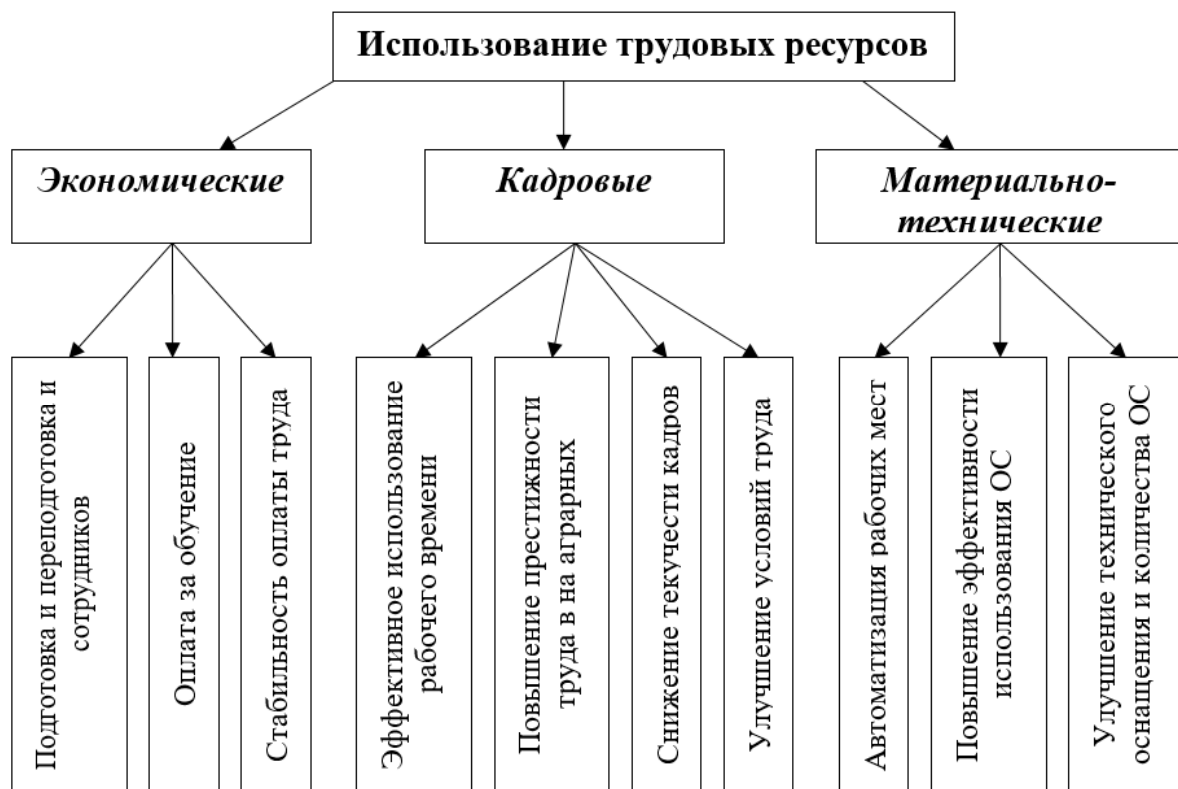 Использование трудовых ресурсов
Экономические
Кадровые
Материально-
технические
Подготовка и переподготовка и
сотрудников
Оплата за обучение
Стабильность оплаты труда
Эффективное использование
рабочего времени
Повышение престижности
труда в на аграрных
Снижение текучести кадров
Улучшение условий труда
Автоматизация рабочих мест
Повышение эффективности
использования ОС
Улучшение технического
оснащения и количества ОС